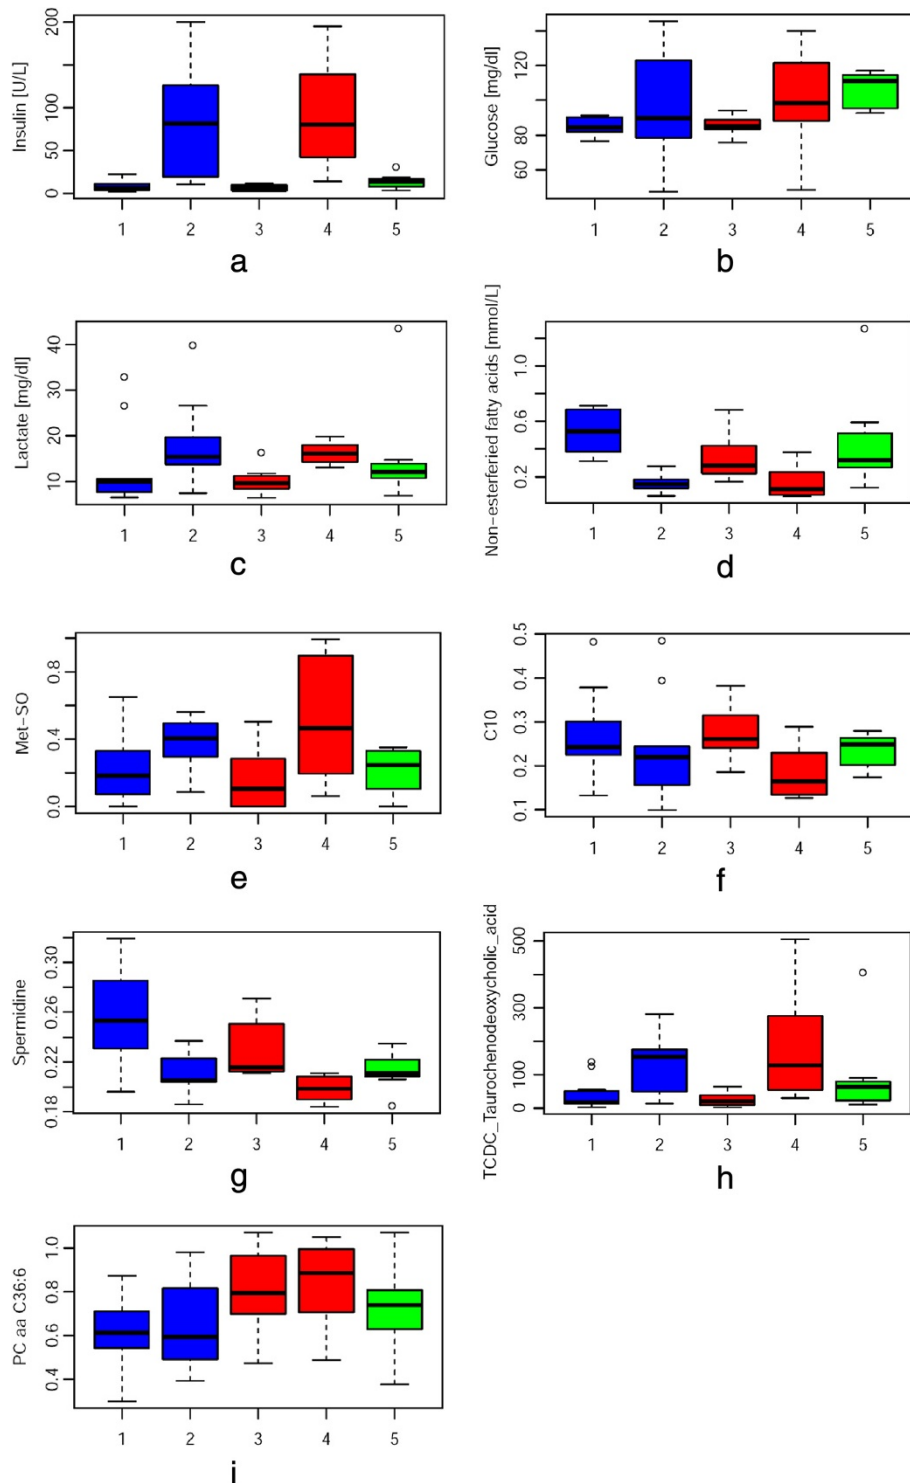 Insulin [U/L]
0 50 100 200
1 2 3 4 5
a
Glucose [mg/dl]
60 80 100 120
1 2 3 4 5
b
Lactate [mg/dl]
10 20 30 40
1 2 3 4 5
c
Non-esterferied fatty acids [mmol/L]
0.2 0.6 1.0
1 2 3 4 5
d
Met-SO
0.0 0.4 0.8
1 2 3 4 5
e
C10
0.1 0.2 0.3 0.4 0.5
1 2 3 4 5
f
Spermidine
0.18 0.22 0.26 0.30
1 2 3 4 5
g
TCDC_Taurochenodeoxycholic_acid
0 100 300 500
1 2 3 4 5
h
PC aa C36:6
0.4 0.6 0.8 1.0
1 2 3 4 5
i